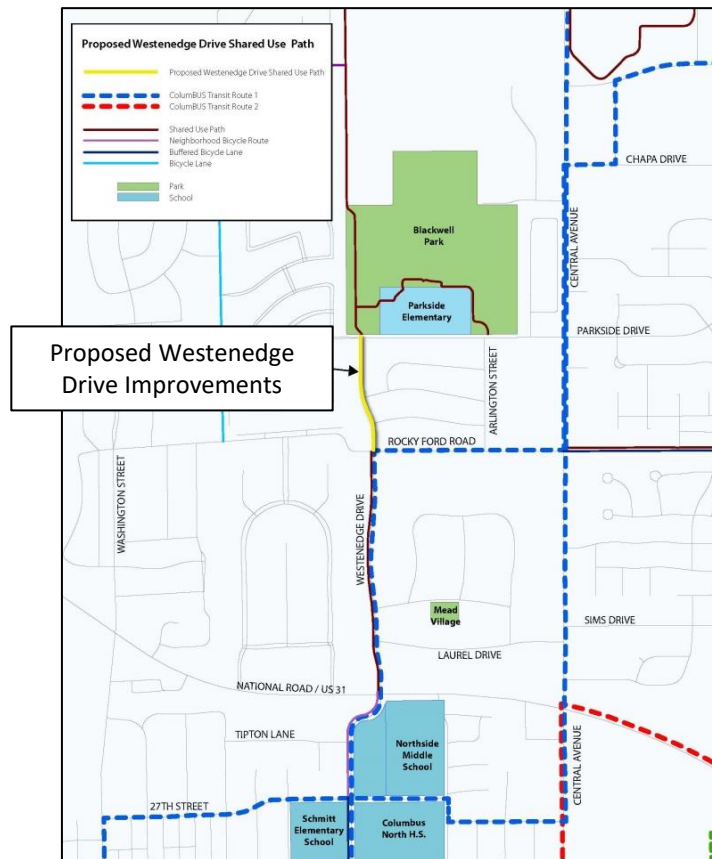 Proposed Westenedge Drive Shared Use Path
Proposed Westenedge Drive Shared Use Path
ColumBUS Transit Route 1
ColumBUS Transit Route 2
Shared Use Path
Neighborhood Bicycle Route
Buffered Bicycle Lane
Bicycle Lane
Park
School
CHAPA DRIVE
CENTRAL AVENUE
Blackwell
Park
Parkside
Elementary
PARKSIDE DRIVE
Proposed Westenedge
Drive Improvements
ARLINGTON STREET
ROCKY FORD ROAD
WASHINGTON STREET
WESTENEDGE DRIVE
Mead
Village
SIMS DRIVE
LAUREL DRIVE
NATIONAL ROAD / US 31
TIPTON LANE
Northside
Middle
School
CENTRAL AVENUE
27TH STREET
Schmitt
Elementary
School
Columbus
North H.S.